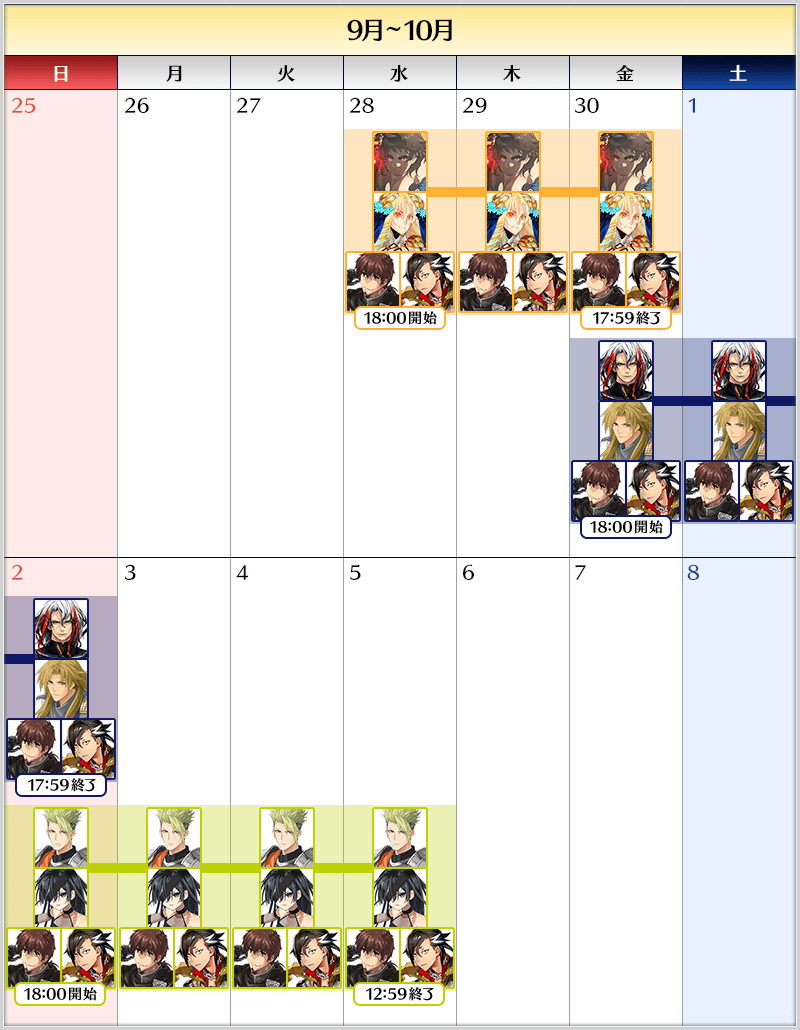 9月~10月
日 月 火 水 木 金 土
25 26 27 28 29 30 1
18:00開始 17:59終了
18:00開始
2 3 4 5 6 7 8
17:59終了
18:00開始 12:59終了